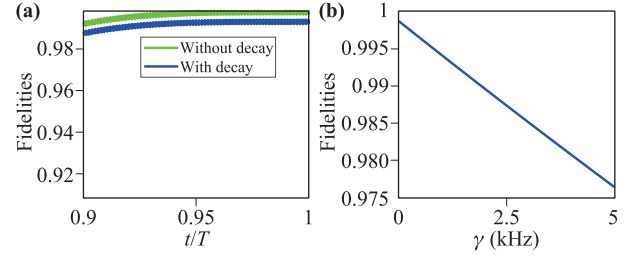 (a)
Fidelities
0.98
0.96
0.94
0.92
0.9
0.95
1
t/T
Without decay
With decay
(b)
Fidelities
1
0.995
0.99
0.985
0.980
0.975
0
2.5
5
γ (kHz)